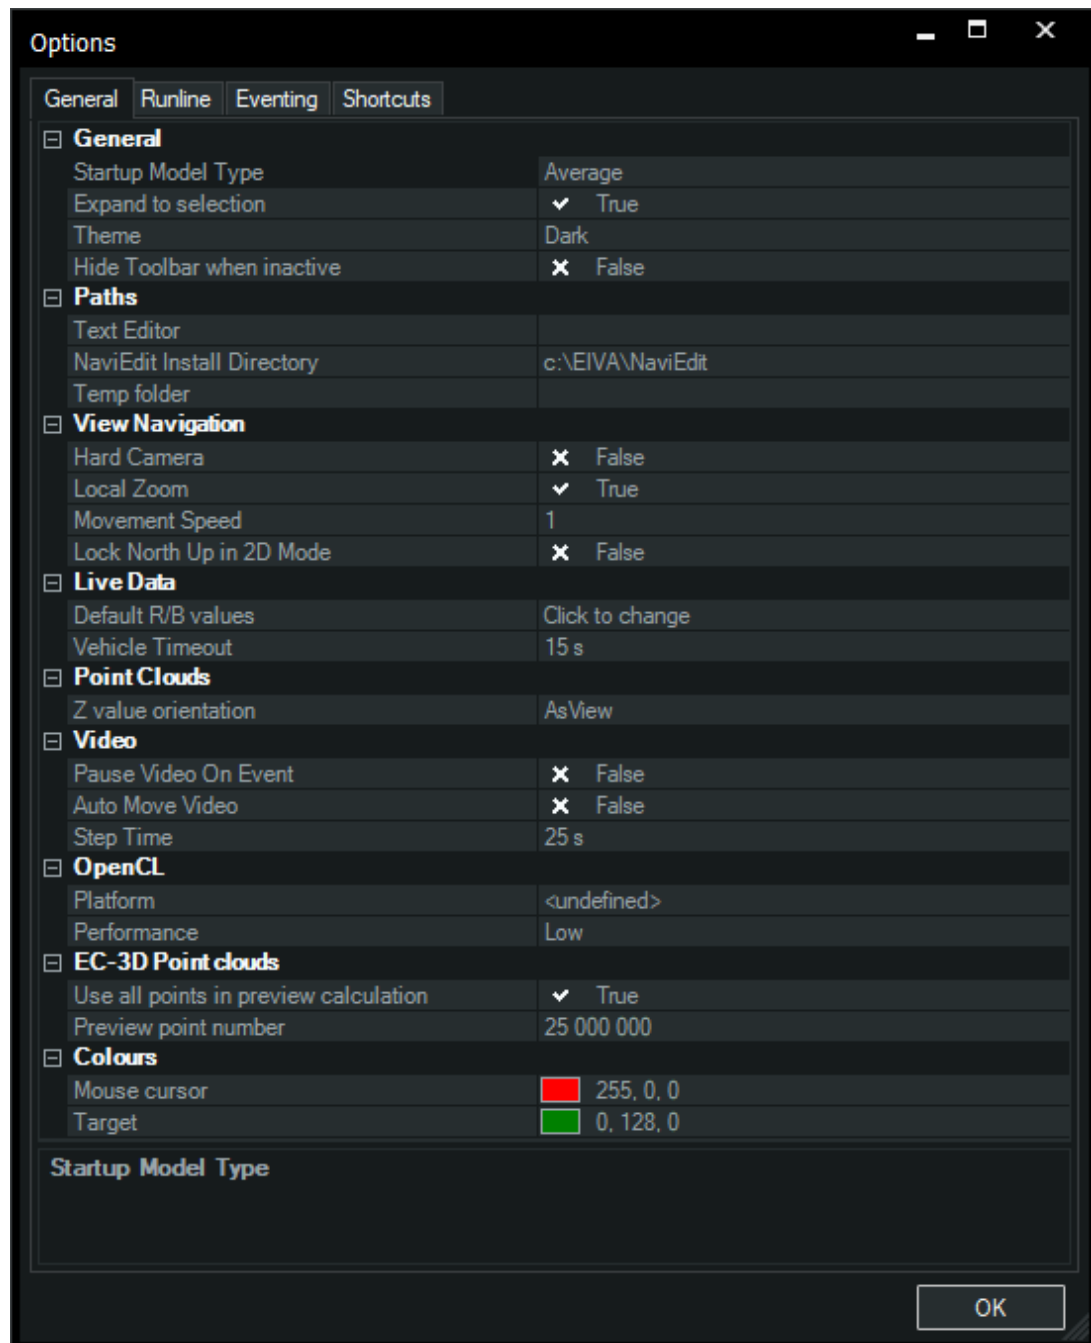 Options
General Runline Eventing Shortcuts
General
Startup Model Type Average
Expand to selection True
Theme Dark
Hide Toolbar when inactive False
Paths
Text Editor
NaviEdit Install Directory c:\EIVA\NaviEdit
Temp folder
View Navigation
Hard Camera False
Local Zoom True
Movement Speed 1
Lock North Up in 2D Mode False
Live Data
Default R/B values Click to change
Vehicle Timeout 15 s
Point Clouds
Z value orientation AsView
Video
Pause Video On Event False
Auto Move Video False
Step Time 25 s
OpenCL
Platform <undefined>
Performance Low
EC-3D Point clouds
Use all points in preview calculation True
Preview point number 25 000 000
Colours
Mouse cursor 255, 0, 0
Target 0, 128, 0
Startup Model Type
OK